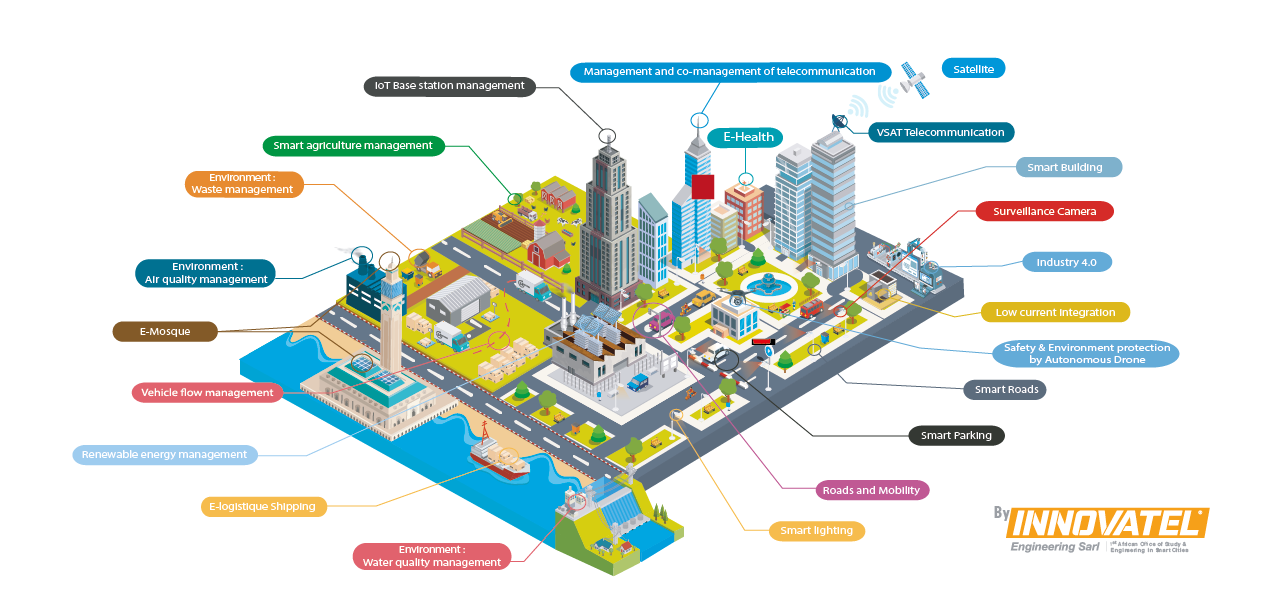 Management and co-management of telecommunication
Satellite
IoT Base station management
VSAT Telecommunication
E-Health
Smart agriculture management
Smart Building
Environment :
Waste management
Surveillance Camera
Environment :
Air quality management
Industry 4.0
Low current integration
E-Mosque
Safety & Environment protection
by Autonomous Drone
Vehicle flow management
Smart Roads
Smart Parking
Renewable energy management
Roads and Mobility
E-logistique Shipping
Smart lighting
Environment :
Water quality management
By INNOVATEL
Engineering Sarl
1st African Office of Study &
Engineering in Smart Cities